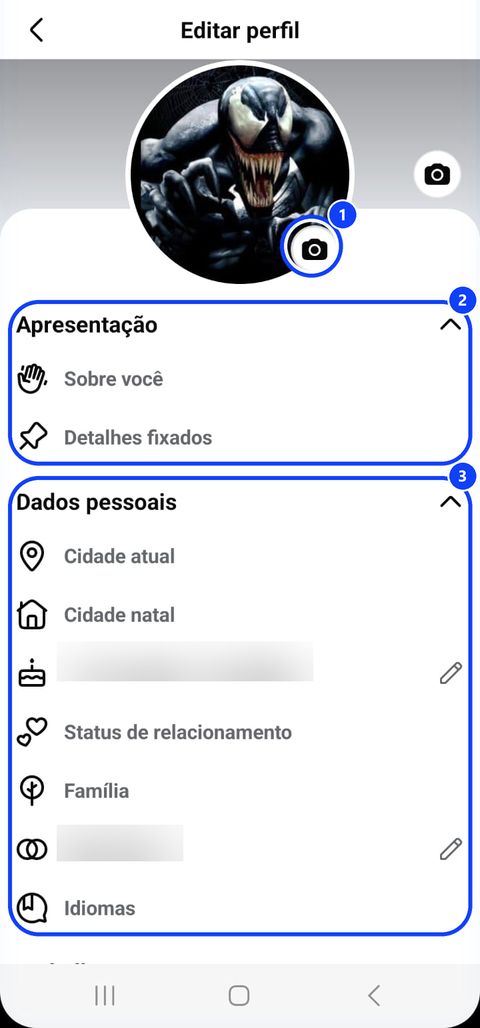 Editar perfil
1
2
Apresentação
Sobre você
Detalhes fixados
3
Dados pessoais
Cidade atual
Cidade natal
Status de relacionamento
Família
Idiomas